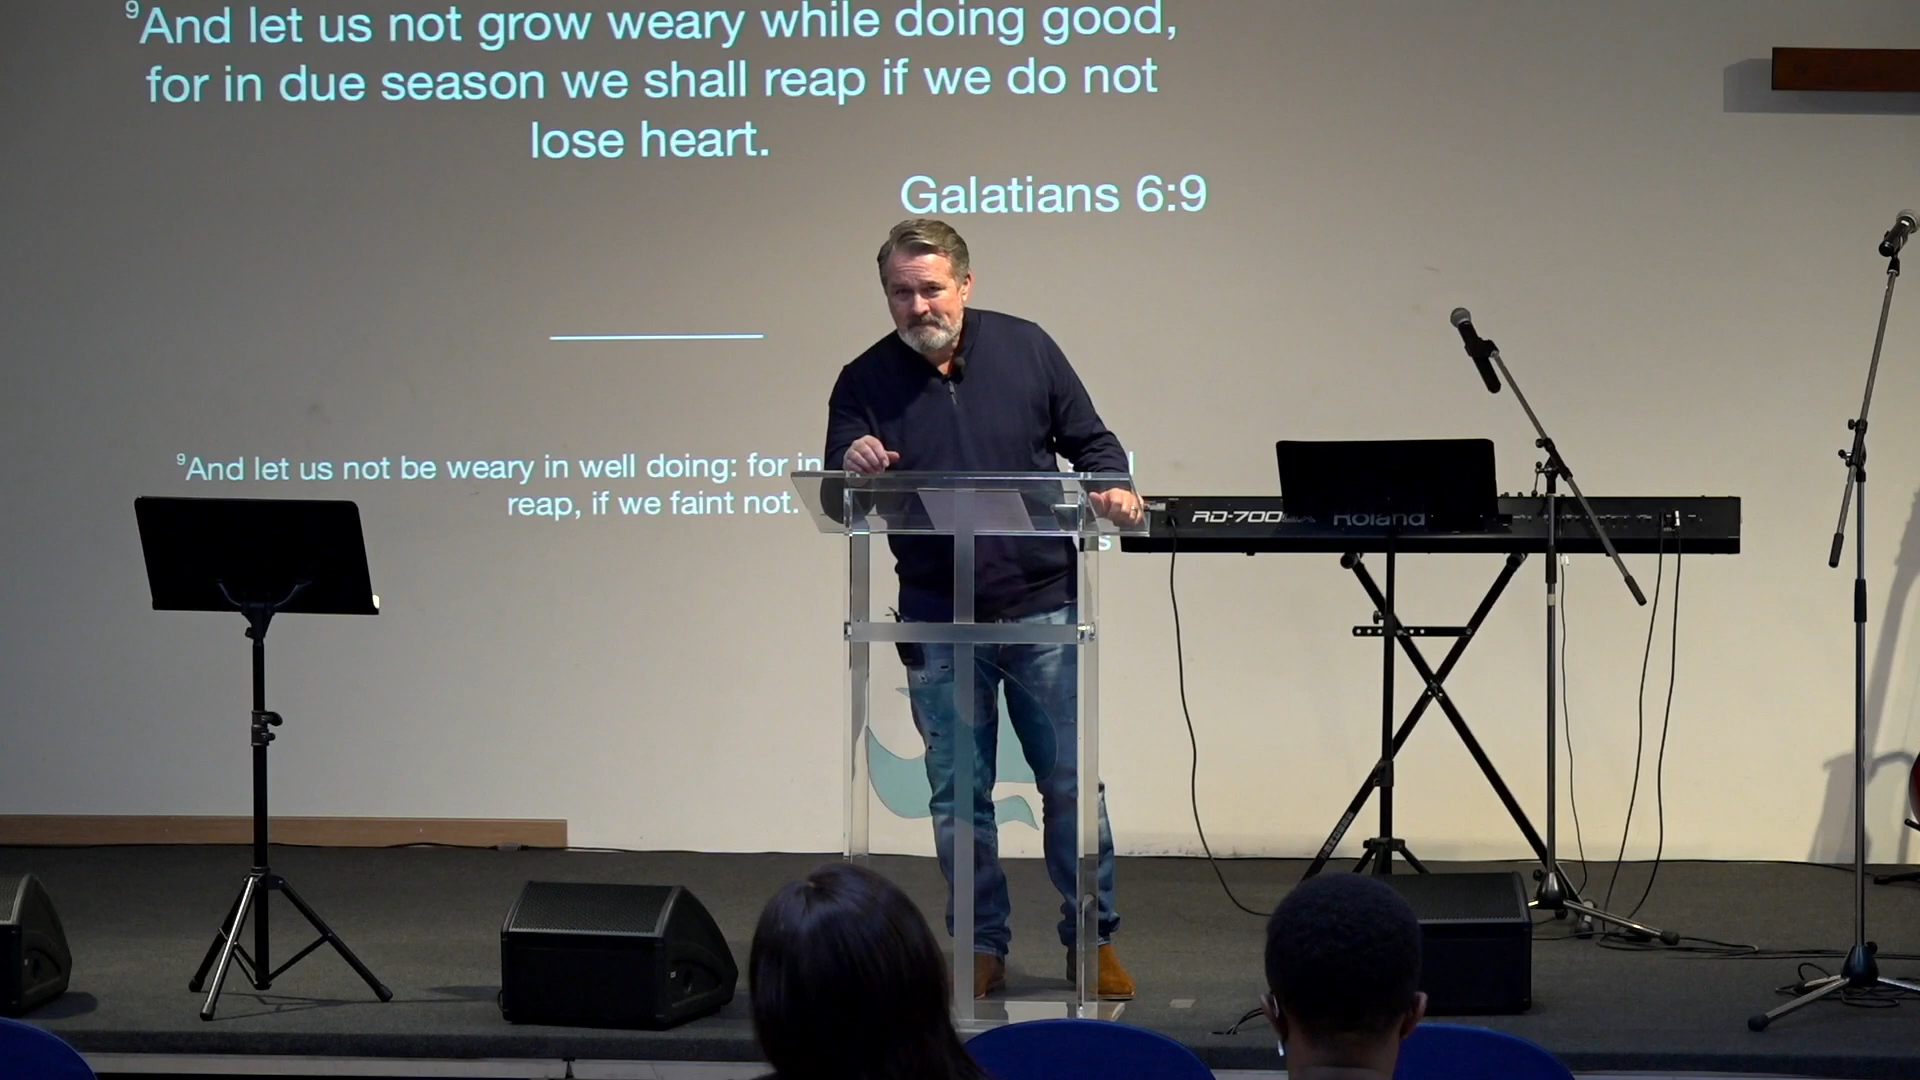 ⁹And let us not grow weary while doing good,
for in due season we shall reap if we do not
lose heart.
Galatians 6:9
⁹And let us not be weary in well doing: for in
reap, if we faint not.
RD-700
Roland